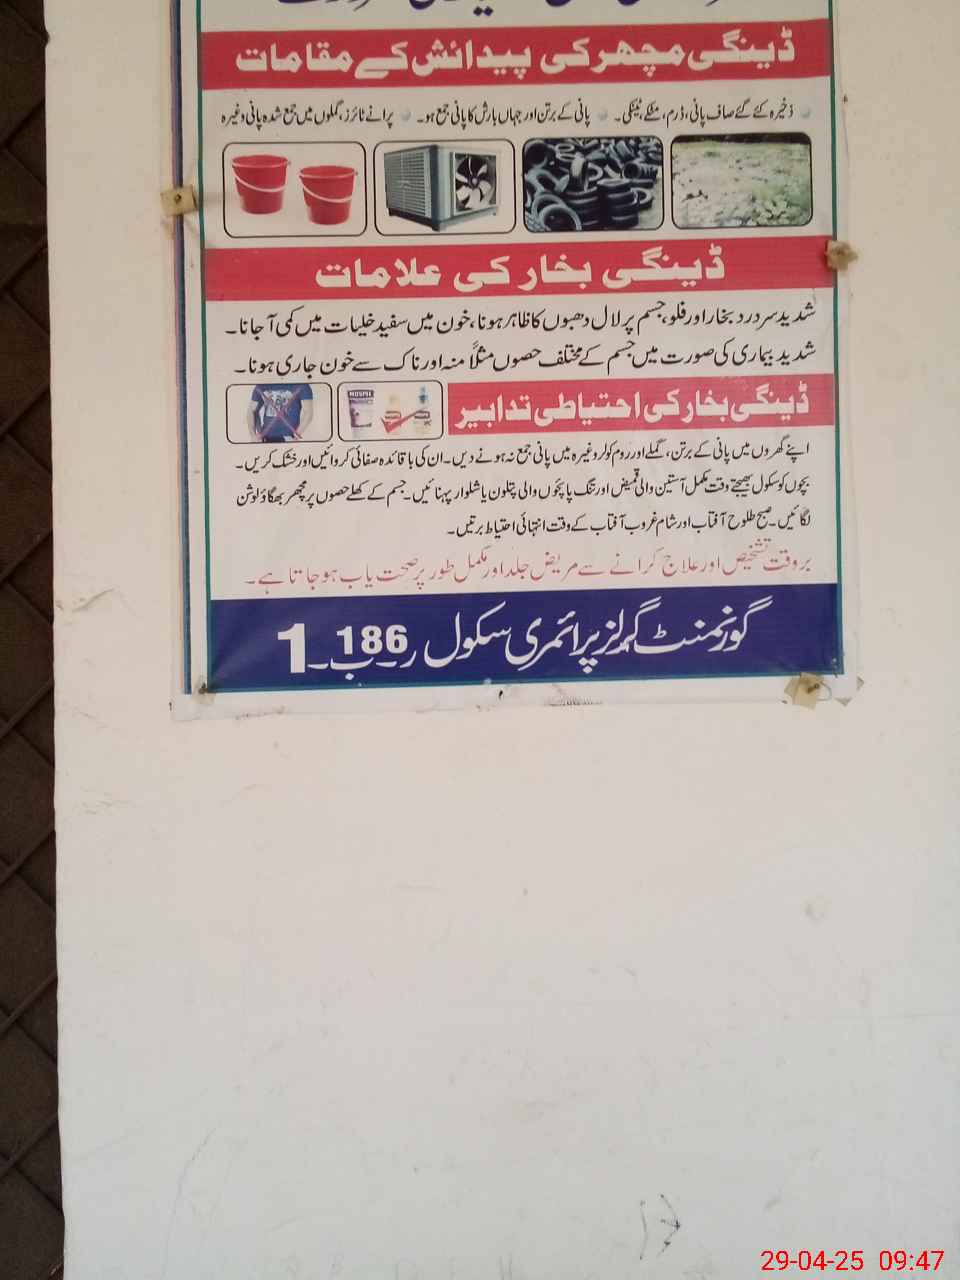 ڈینگی مچھر کی پیدائش کے مقامات
ذخیرہ کئے گئے صاف پانی، ڈرم، مٹکے، ٹینکی۔ پانی کے برتن اور جہاں بارش کا پانی جمع ہو۔ پرانے ٹائرز، گملوں میں جمع شدہ پانی وغیرہ
ڈینگی بخار کی علامات
شدید سر درد بخار اور فلو، جسم پر لال دھبوں کا ظاہر ہونا، خون میں سفید خلیات میں کمی آ جانا۔
شدید بیماری کی صورت میں جسم کے مختلف حصوں مثلاً منہ اور ناک سے خون جاری ہونا۔
ڈینگی بخار کی احتیاطی تدابیر
MOSPEL
اپنے گھروں میں پانی کے برتن، گملے اور روم کولر وغیرہ میں پانی جمع نہ ہونے دیں۔ ان کی باقائدہ صفائی کروائیں اور خشک کریں۔
بچوں کو سکول بھیجتے وقت مکمل آستین والی قمیض اور تنگ پائچوں والی پتلون یا شلوار پہنائیں۔ جسم کے کھلے حصوں پر مچھر بھگاؤ لوشن
لگائیں۔ صبح طلوع آفتاب اور شام غروب آفتاب کے وقت انتہائی احتیاط برتیں۔
بروقت تشخیص اور علاج کرانے سے مریض جلد اور مکمل طور پر صحت یاب ہو جاتا ہے۔
گورنمنٹ گرلز پرائمری سکول 186 ر۔ب۔1
29-04-25 09:47